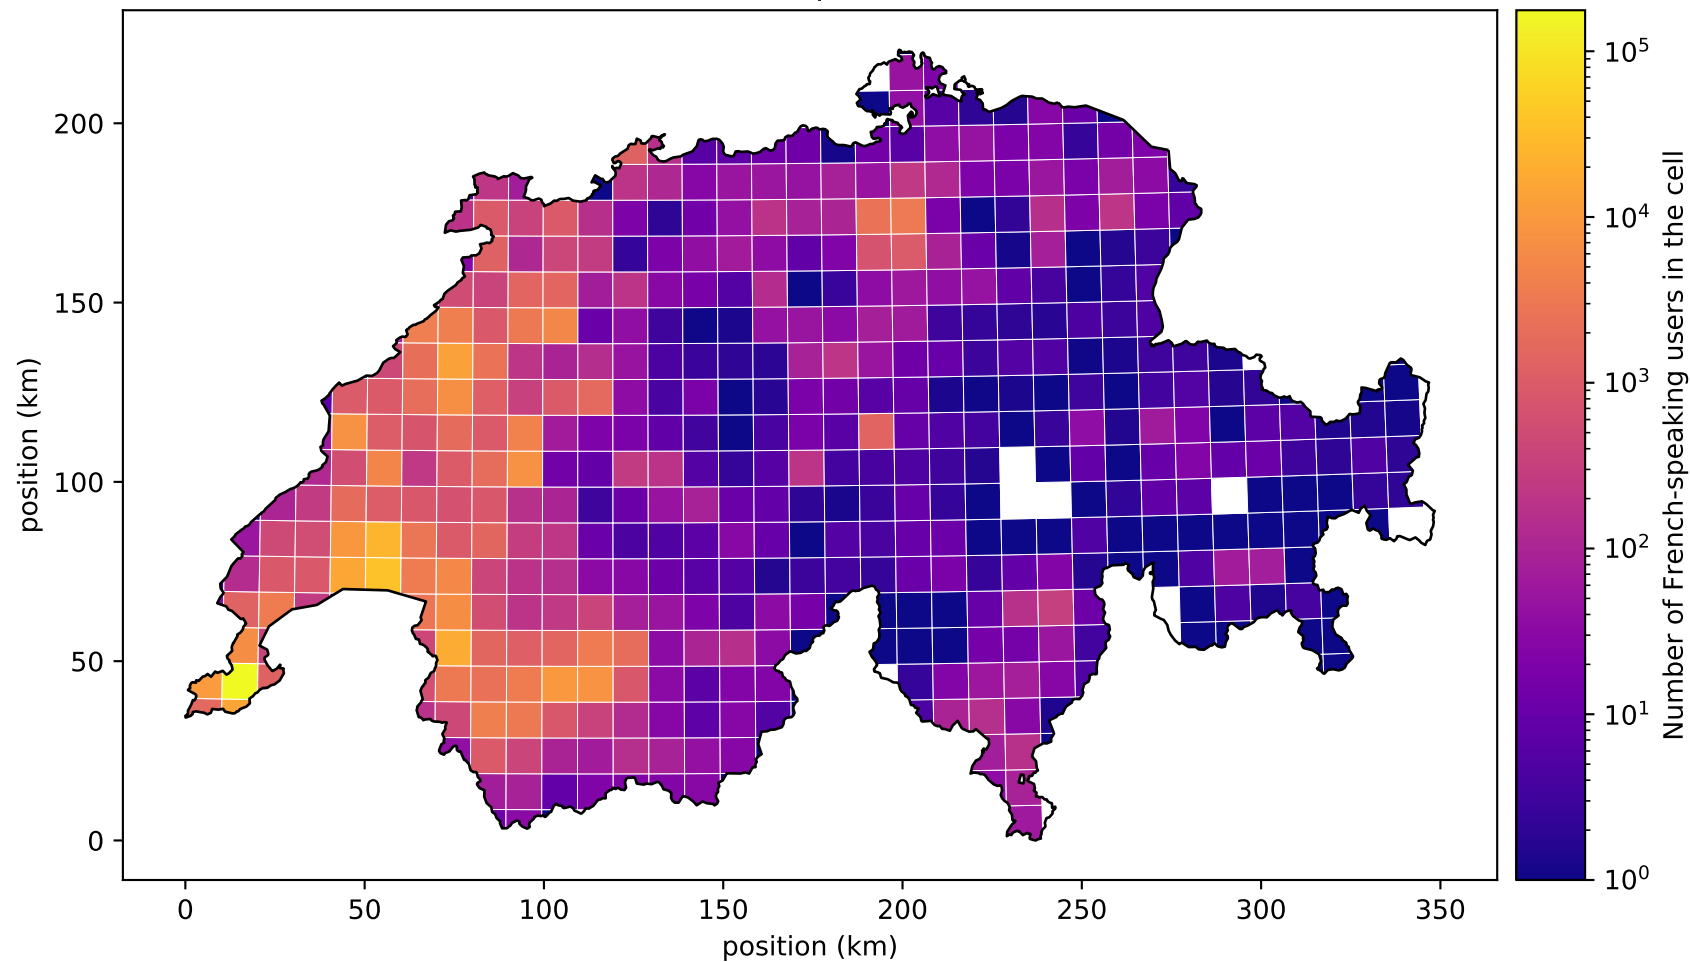 200
150
100
50
0
position (km)
0 50 100 150 200 250 300 350
position (km)
10^5
10^4
10^3
10^2
10^1
10^0
Number of French-speaking users in the cell